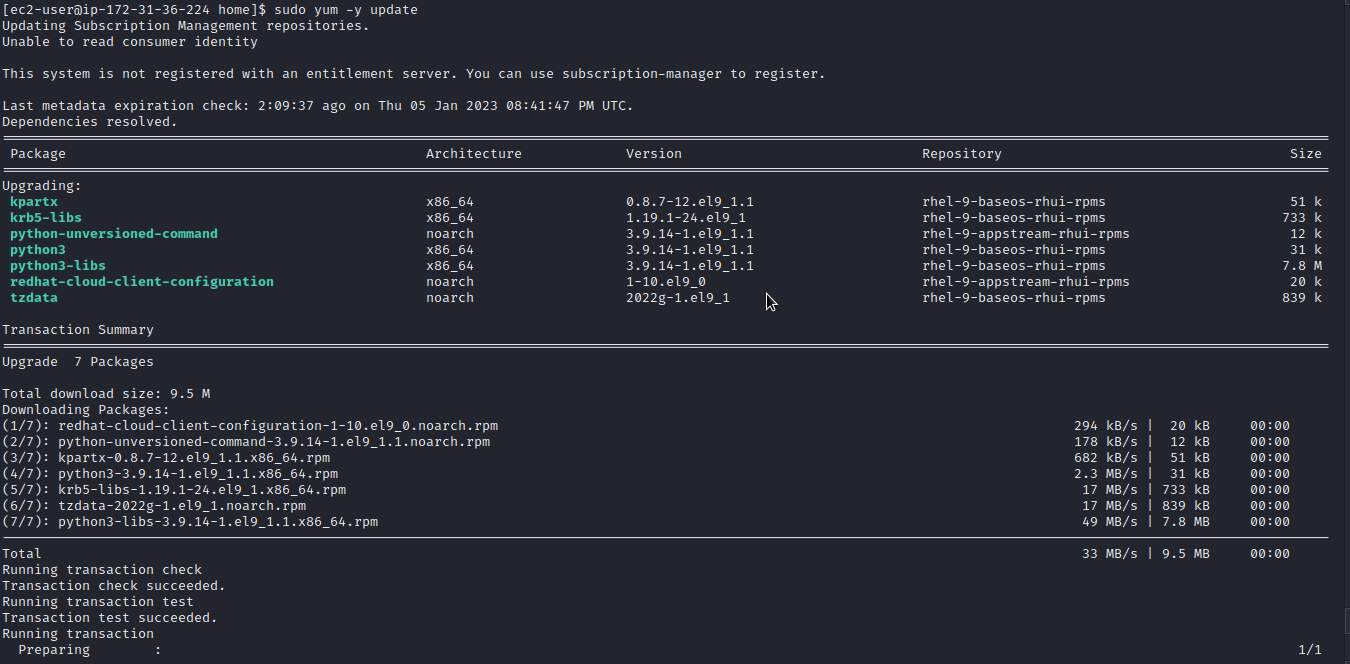 [ec2-user@ip-172-31-36-224 home]$ sudo yum -y update
Updating Subscription Management repositories.
Unable to read consumer identity
This system is not registered with an entitlement server. You can use subscription-manager to register.
Last metadata expiration check: 2:09:37 ago on Thu 05 Jan 2023 08:41:47 PM UTC.
Dependencies resolved.
Package Architecture Version Repository Size
Upgrading:
kpartx x86_64 0.8.7-12.el9_1.1 rhel-9-baseos-rhui-rpms 51 k
krb5-libs x86_64 1.19.1-24.el9_1 rhel-9-baseos-rhui-rpms 733 k
python-unversioned-command noarch 3.9.14-1.el9_1.1 rhel-9-appstream-rhui-rpms 12 k
python3 x86_64 3.9.14-1.el9_1.1 rhel-9-baseos-rhui-rpms 31 k
python3-libs x86_64 3.9.14-1.el9_1.1 rhel-9-baseos-rhui-rpms 7.8 M
redhat-cloud-client-configuration noarch 1-10.el9_0 rhel-9-appstream-rhui-rpms 20 k
tzdata noarch 2022g-1.el9_1 rhel-9-baseos-rhui-rpms 839 k
Transaction Summary
Upgrade 7 Packages
Total download size: 9.5 M
Downloading Packages:
(1/7): redhat-cloud-client-configuration-1-10.el9_0.noarch.rpm 294 kB/s | 20 kB 00:00
(2/7): python-unversioned-command-3.9.14-1.el9_1.1.noarch.rpm 178 kB/s | 12 kB 00:00
(3/7): kpartx-0.8.7-12.el9_1.1.x86_64.rpm 682 kB/s | 51 kB 00:00
(4/7): python3-3.9.14-1.el9_1.1.x86_64.rpm 2.3 MB/s | 31 kB 00:00
(5/7): krb5-libs-1.19.1-24.el9_1.x86_64.rpm 17 MB/s | 733 kB 00:00
(6/7): tzdata-2022g-1.el9_1.noarch.rpm 17 MB/s | 839 kB 00:00
(7/7): python3-libs-3.9.14-1.el9_1.1.x86_64.rpm 49 MB/s | 7.8 MB 00:00
Total 33 MB/s | 9.5 MB 00:00
Running transaction check
Transaction check succeeded.
Running transaction test
Transaction test succeeded.
Running transaction
Preparing : 1/1